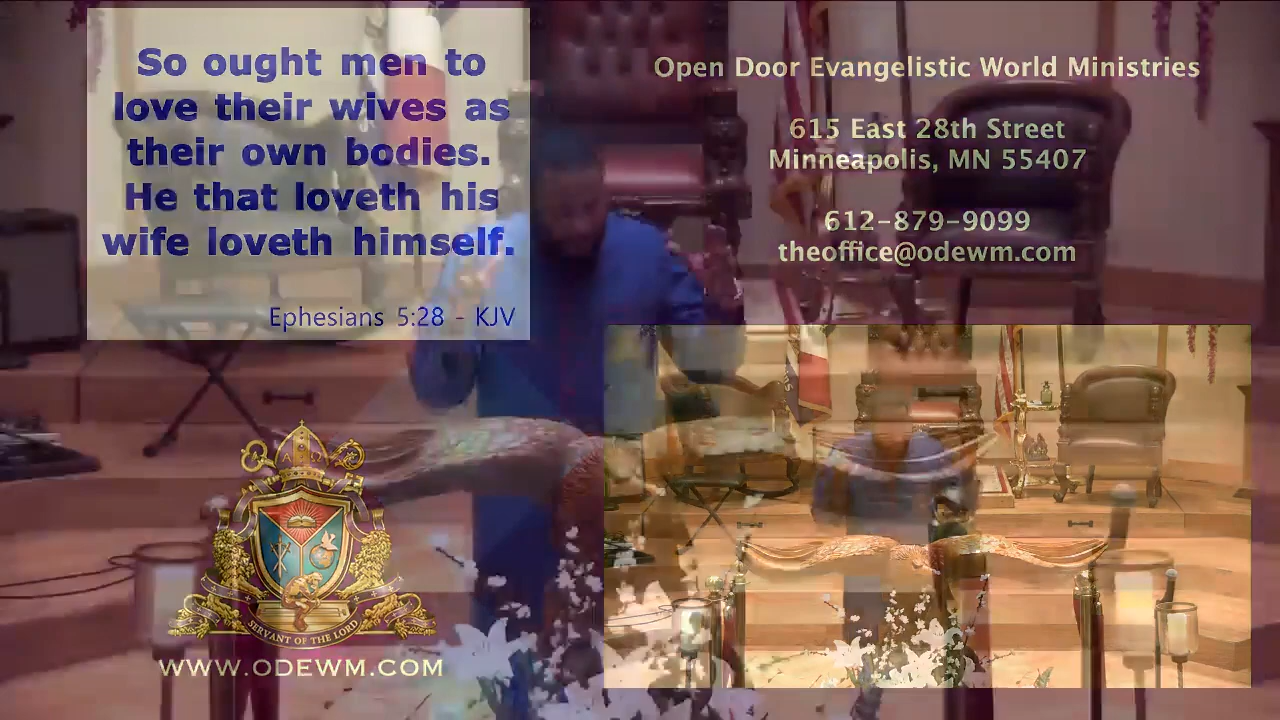 So ought men to
love their wives as
their own bodies.
He that loveth his
wife loveth himself.
Ephesians 5:28 - KJV
Open Door Evangelistic World Ministries
615 East 28th Street
Minneapolis, MN 55407
612-879-9099
theoffice@odewm.com
SERVANT OF THE LORD
WWW.ODEWM.COM